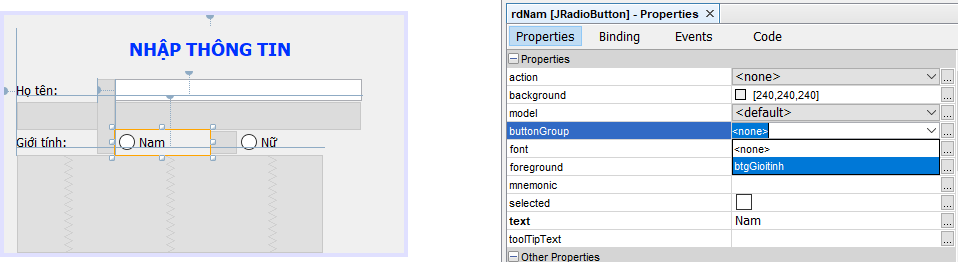 NHẬP THÔNG TIN
Họ tên:
Giới tính:
Nam
Nữ
rdNam [JRadioButton] - Properties ×
Properties
Binding
Events
Code
Properties
action
<none>
...
background
[240,240,240]
...
model
<default>
...
buttonGroup
<none>
...
font
<none>
...
foreground
btgGioitinh
...
mnemonic
...
selected
...
text
Nam
...
toolTipText
...
Other Properties